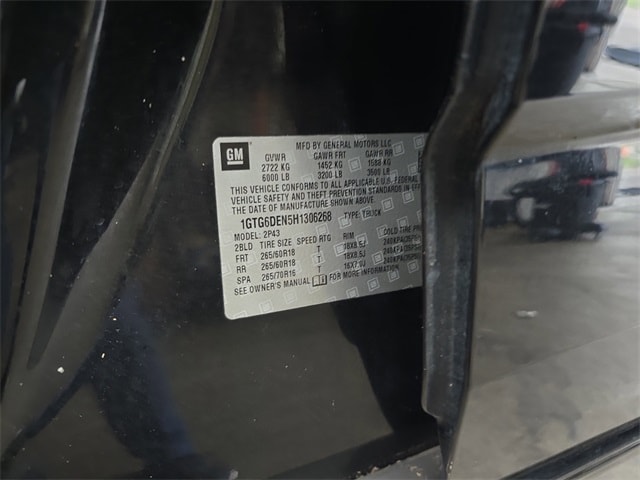 GM
MFD BY GENERAL MOTORS LLC
GVWR GAWR FRT GAWR RR
2722 KG 1452 KG 1588 KG
6000 LB 3200 LB 3500 LB
THIS VEHICLE CONFORMS TO ALL APPLICABLE U.S. FEDERAL
VEHICLE SAFETY AND THEFT PREVENTION STANDARDS IN EFFE
THE DATE OF MANUFACTURE SHOWN ABOVE.
1GTG6DEN5H1306268 TYPE: TRUCK
MODEL: 2P43
2BLD TIRE SIZE SPEED RTG RIM COLD TIRE PR
FRT 265/60R18 T 18X8.5J 240KPA(35PSI)
RR 265/60R18 T 18X8.5J 240KPA(35PSI)
SPA 265/70R16 T 16X7.0J
SEE OWNER'S MANUAL FOR MORE INFORMATION